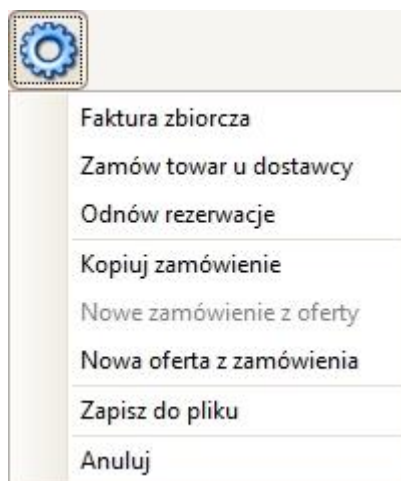 Faktura zbiorcza
Zamów towar u dostawcy
Odnów rezerwacje
Kopiuj zamówienie
Nowe zamówienie z oferty
Nowa oferta z zamówienia
Zapisz do pliku
Anuluj